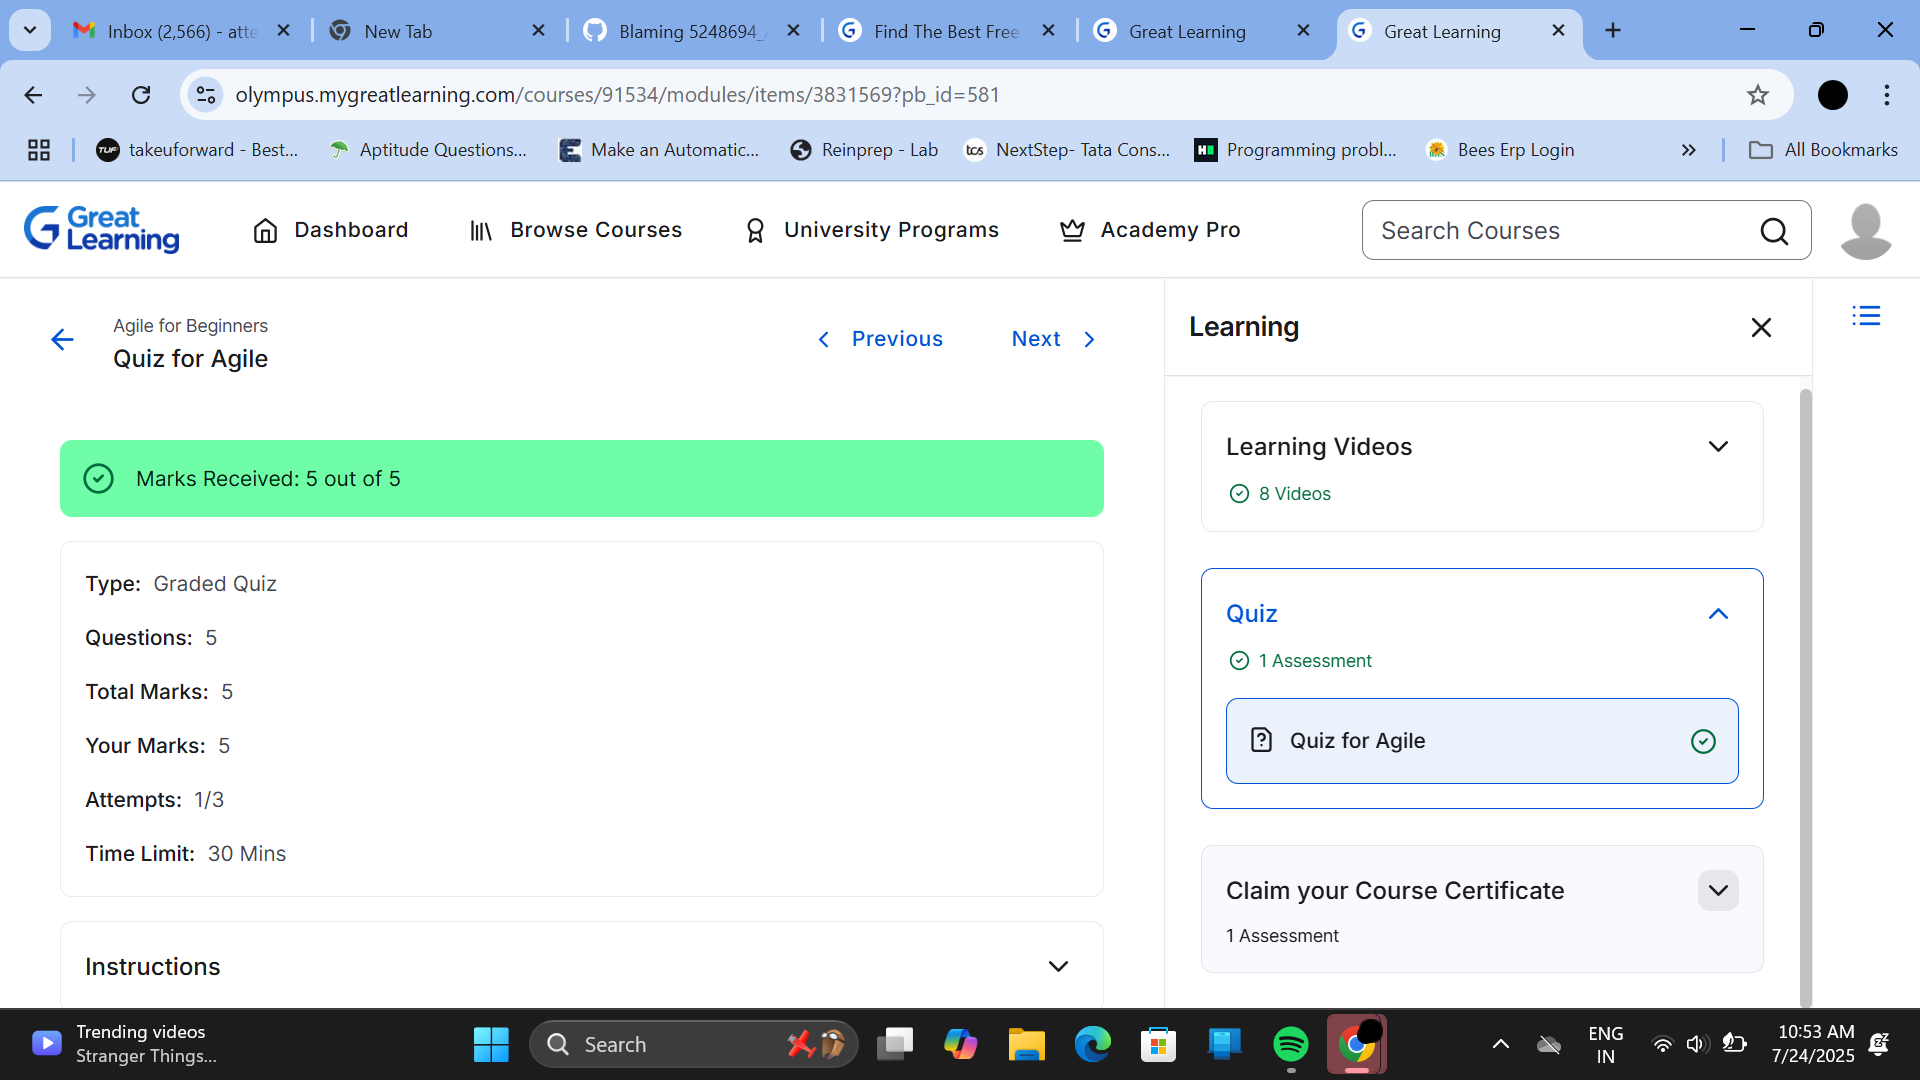 Inbox (2,566) - atte
New Tab
Blaming 5248694_
Find The Best Free
Great Learning
Great Learning
olympus.mygreatlearning.com/courses/91534/modules/items/3831569?pb_id=581
TUF takeuforward - Best...
Aptitude Questions...
Make an Automatic...
Reinprep - Lab
tcs NextStep- Tata Cons...
Programming probl...
Bees Erp Login
All Bookmarks
Great
Learning
Dashboard
Browse Courses
University Programs
Academy Pro
Search Courses
Agile for Beginners
Quiz for Agile
Previous
Next
Marks Received: 5 out of 5
Type: Graded Quiz
Questions: 5
Total Marks: 5
Your Marks: 5
Attempts: 1/3
Time Limit: 30 Mins
Instructions
Learning
Learning Videos
8 Videos
Quiz
1 Assessment
Quiz for Agile
Claim your Course Certificate
1 Assessment
Trending videos
Stranger Things...
Search
ENG
IN
10:53 AM
7/24/2025